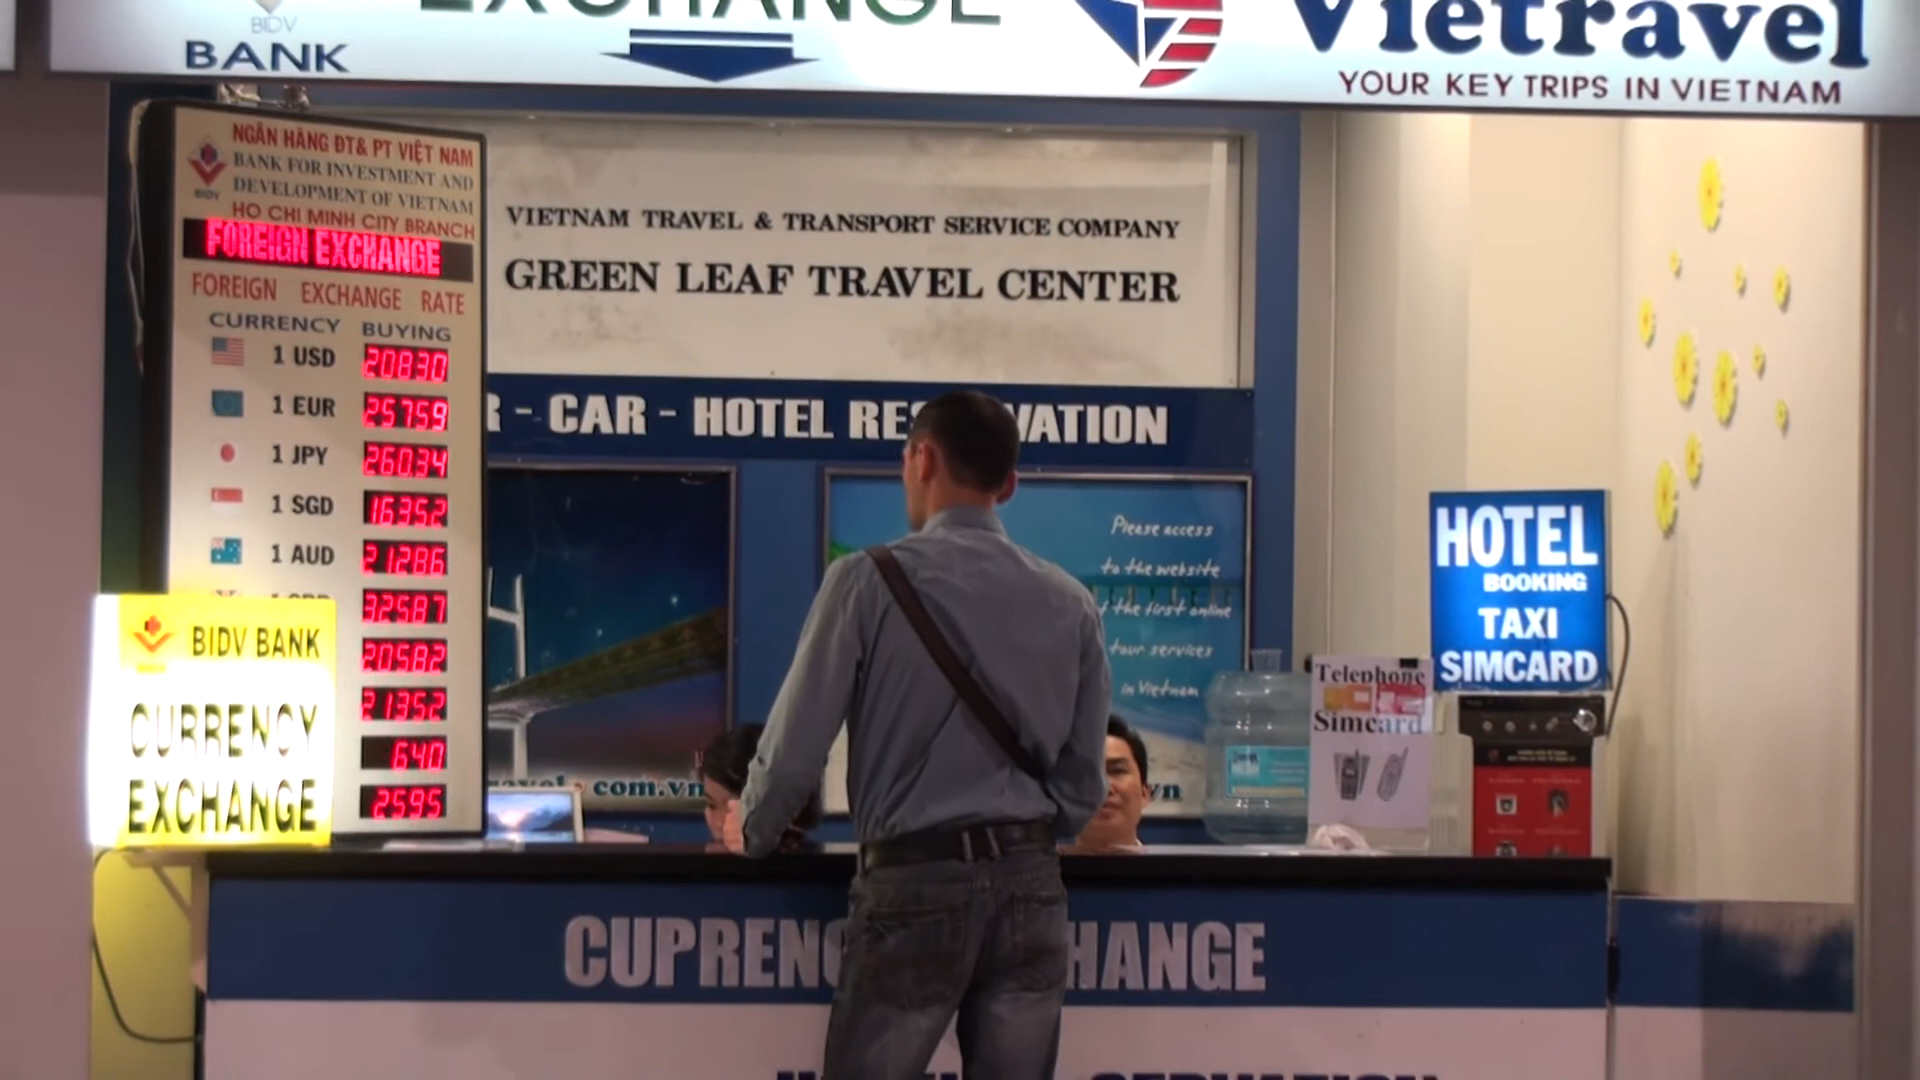 BIDV
BANK
EXCHANGE
Vietravel
YOUR KEY TRIPS IN VIETNAM
NGÂN HÀNG ĐT& PT VIỆT NAM
BANK FOR INVESTMENT AND
DEVELOPMENT OF VIETNAM
BIDV
HO CHI MINH CITY BRANCH
FOREIGN EXCHANGE
FOREIGN EXCHANGE RATE
CURRENCY BUYING
1 USD 20830
1 EUR 25759
1 JPY 260.34
1 SGD 16352
1 AUD 21286
32587
20582
21352
640
2595
BIDV BANK
CURRENCY
EXCHANGE
VIETNAM TRAVEL & TRANSPORT SERVICE COMPANY
GREEN LEAF TRAVEL CENTER
R - CAR - HOTEL RE VATION
Please access
to the website
the first online
tour services
in Vietnam
com.vn
vn
HOTEL
BOOKING
TAXI
SIMCARD
Telephone
Simcard
CUPRENC HANGE